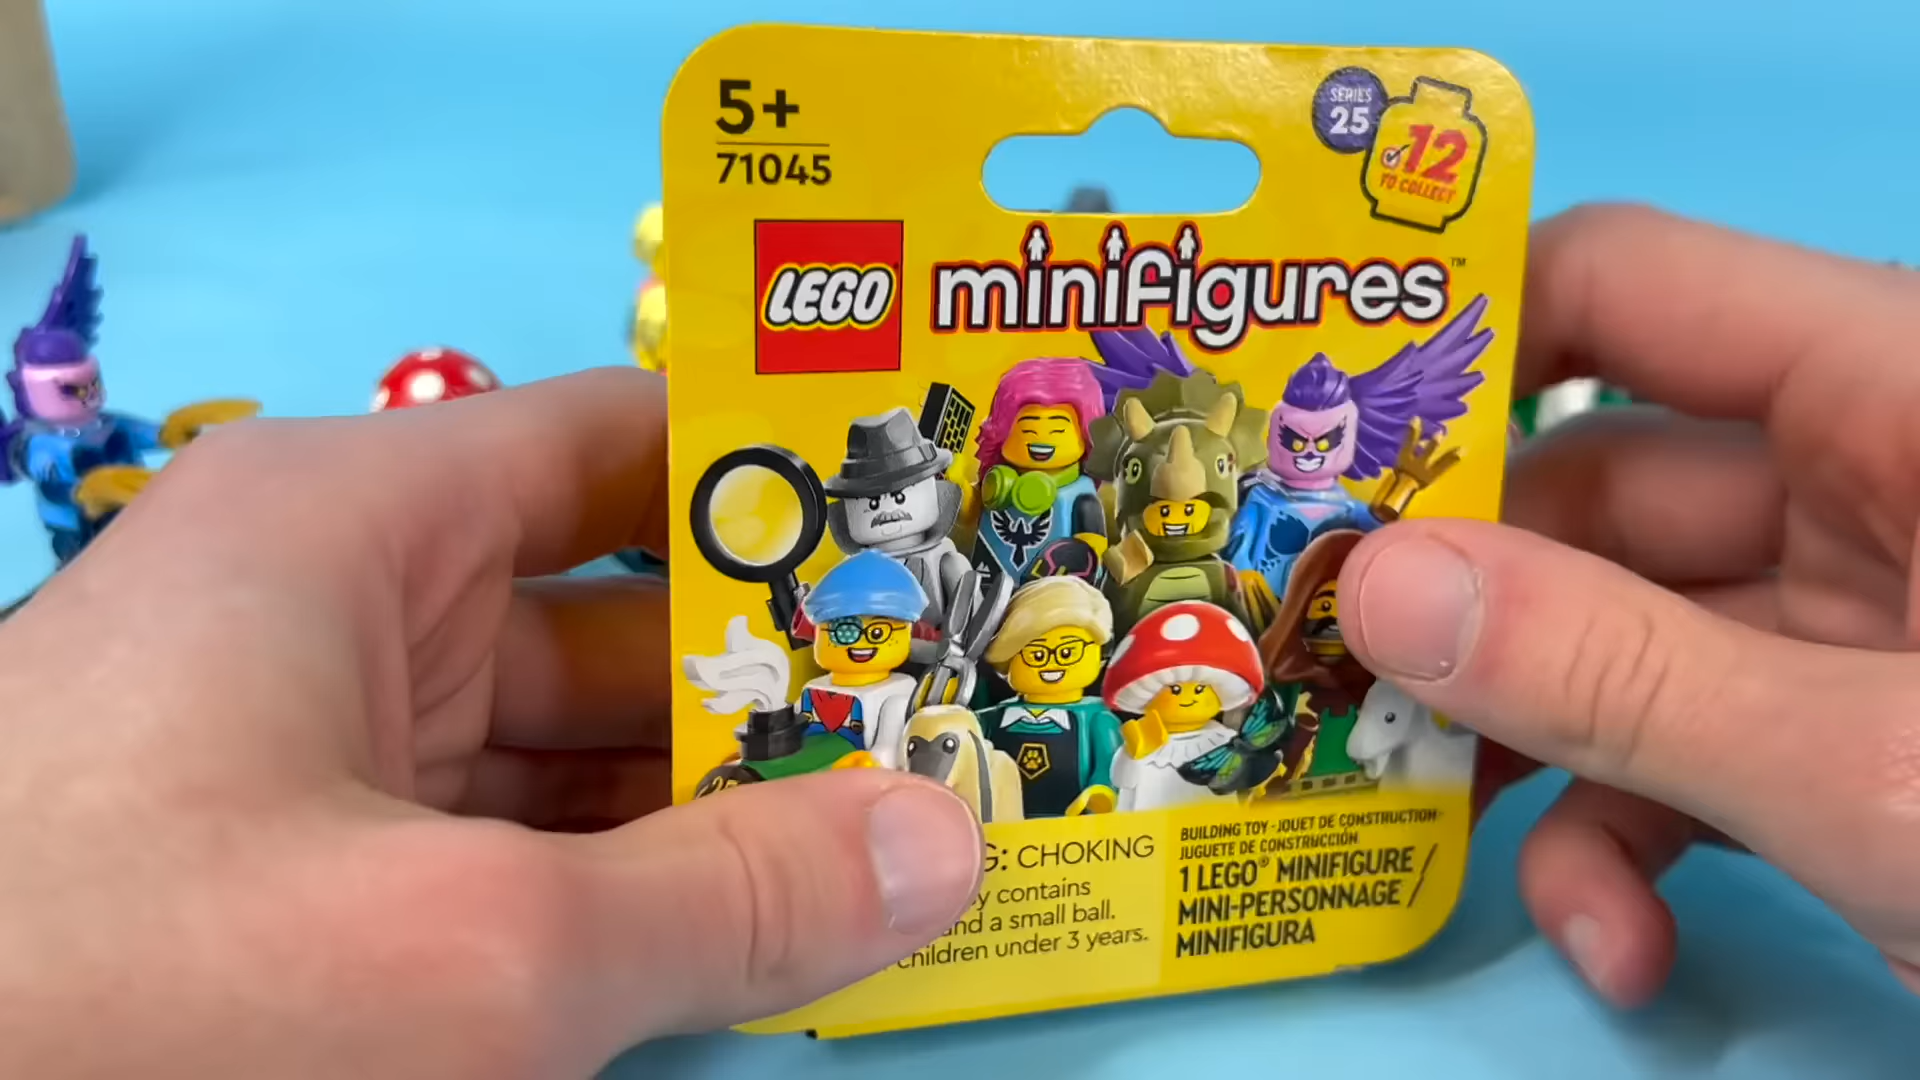 5+
71045
SERIES
25
12
TO COLLECT
LEGO
minifigures™
G: CHOKING
y contains
and a small ball.
children under 3 years.
BUILDING TOY-JOUET DE CONSTRUCTION-
JUGUETE DE CONSTRUCCIÓN
1 LEGO® MINIFIGURE /
MINI-PERSONNAGE /
MINIFIGURA